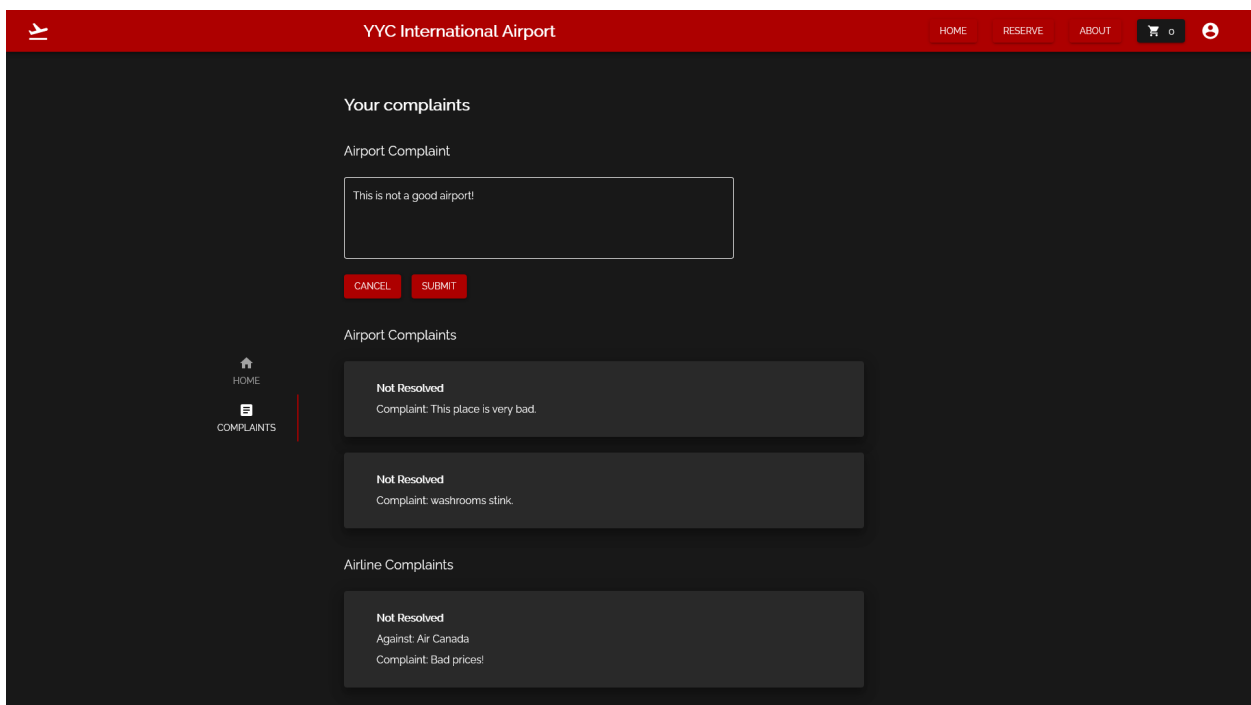 YYC International Airport
HOME
RESERVE
ABOUT
0
Your complaints
Airport Complaint
This is not a good airport!
CANCEL
SUBMIT
Airport Complaints
HOME
COMPLAINTS
Not Resolved
Complaint: This place is very bad.
Not Resolved
Complaint: washrooms stink.
Airline Complaints
Not Resolved
Against: Air Canada
Complaint: Bad prices!